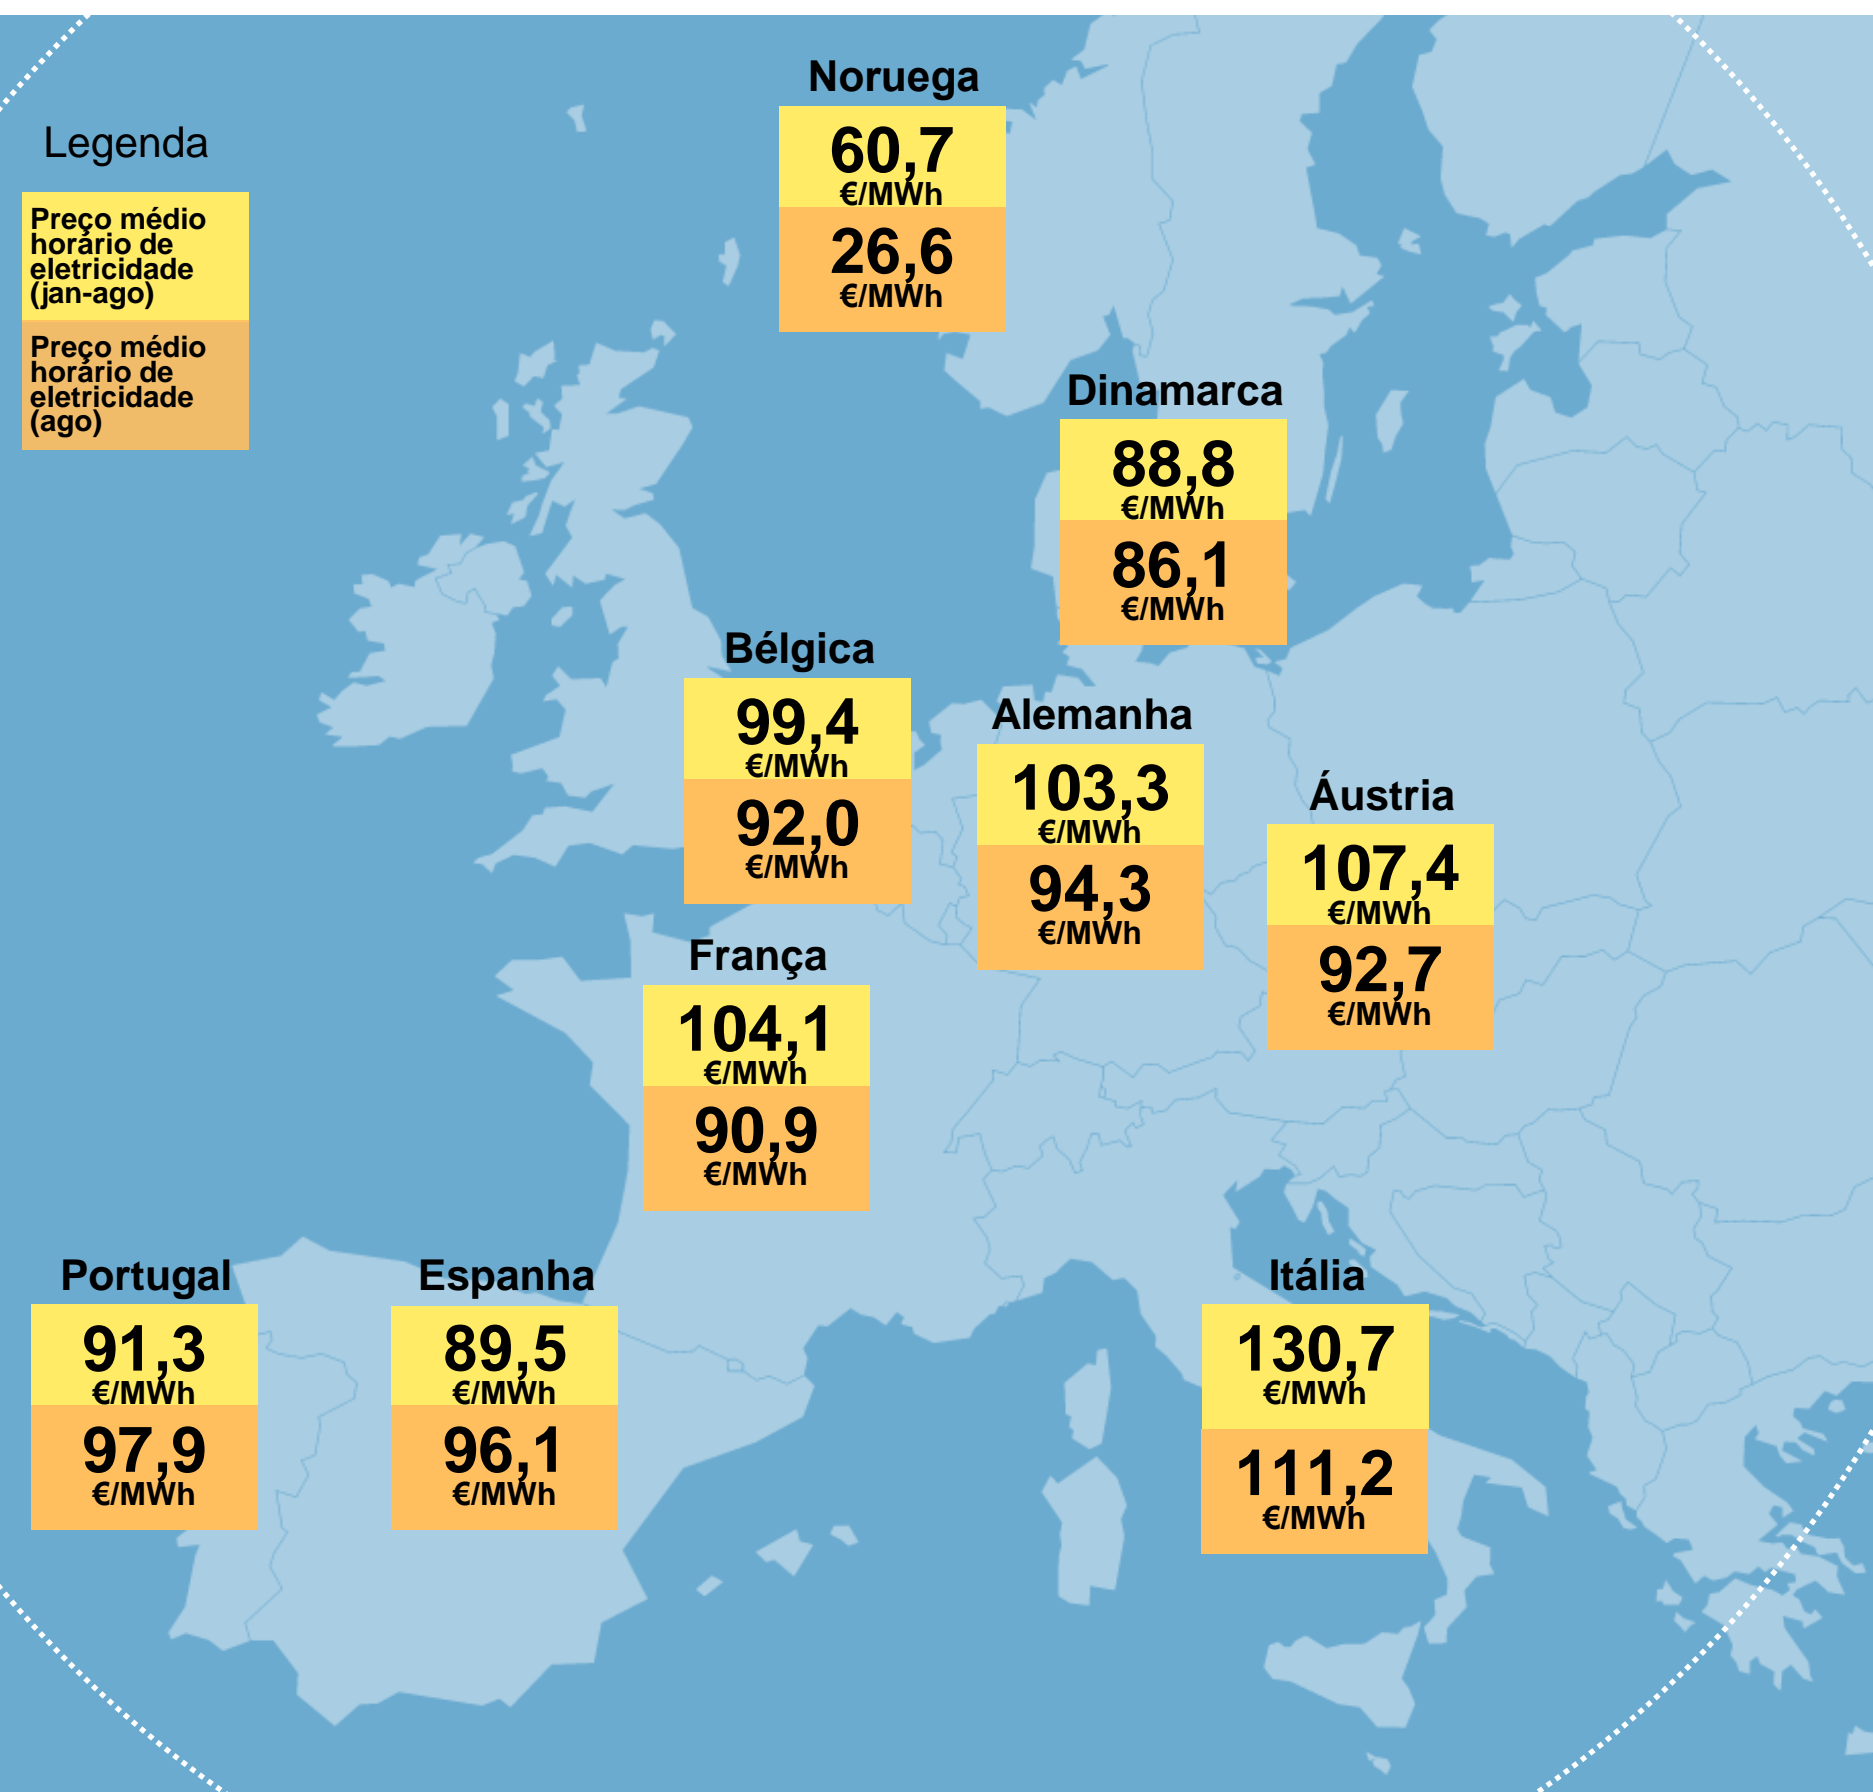 Noruega
60,7
€/MWh
26,6
€/MWh
Legenda
Preço médio
horário de
eletricidade
(jan-ago)
Preço médio
horário de
eletricidade
(ago)
Dinamarca
88,8
€/MWh
86,1
€/MWh
Bélgica
99,4
€/MWh
92,0
€/MWh
Alemanha
103,3
€/MWh
94,3
€/MWh
Áustria
107,4
€/MWh
92,7
€/MWh
França
104,1
€/MWh
90,9
€/MWh
Portugal
91,3
€/MWh
97,9
€/MWh
Espanha
89,5
€/MWh
96,1
€/MWh
Itália
130,7
€/MWh
111,2
€/MWh